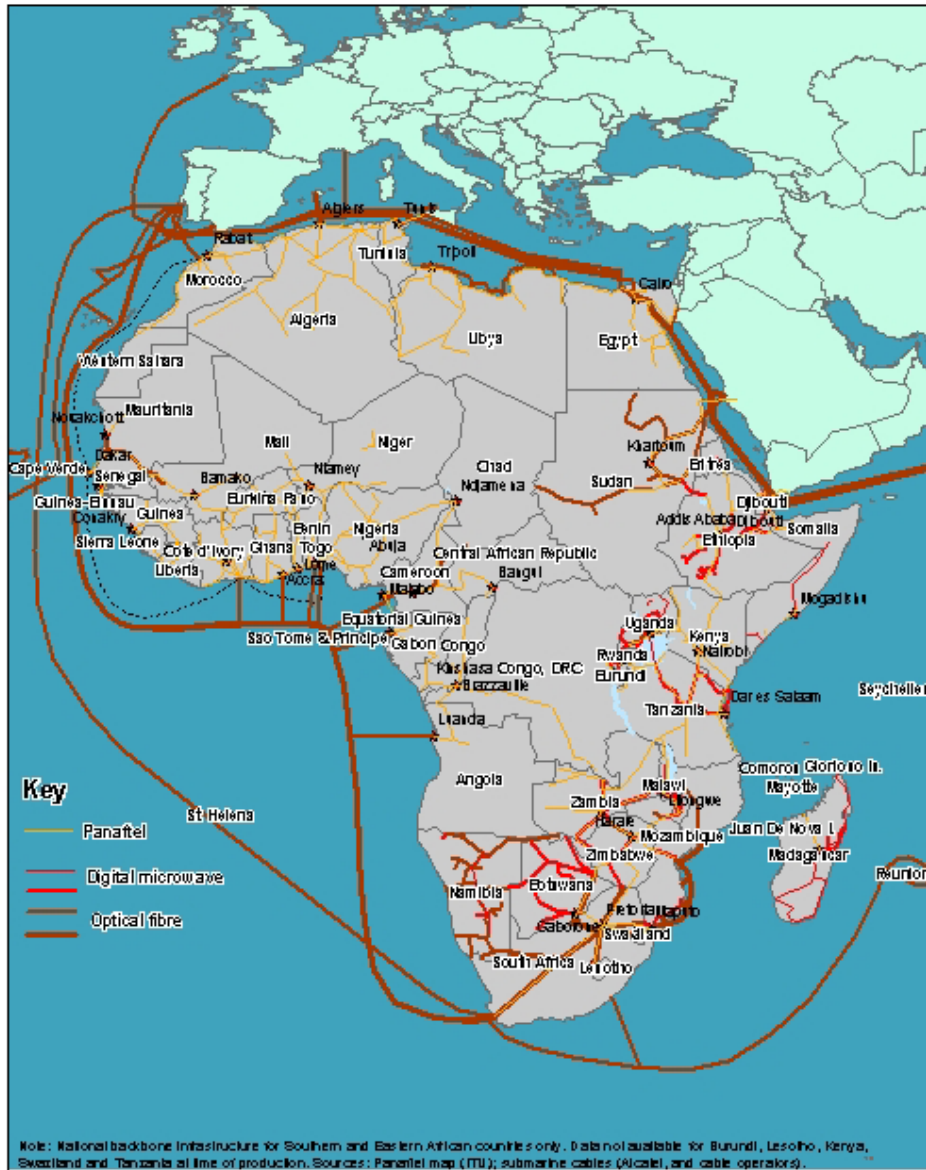 Algiers
Tunis
Rabat
Tunisia
Tripoli
Morocco
Cairo
Algeria
Libya
Egypt
Western Sahara
Mauritania
Nouakchott
Mali
Niger
Khartoum
Dakar
Chad
Eritrea
Cape Verde
Senegal
Bamako
Niamey
Ndjamena
Sudan
Guinea-Bissau
Burkina Faso
Djibouti
Conakry
Guinea
Benin
Nigeria
Addis Ababa
Djibouti
Somalia
Sierra Leone
Cote d'Ivory
Ghana
Togo
Abuja
Ethiopia
Central African Republic
Liberia
Lome
Accra
Cameroon
Bangui
Malabo
Mogadishu
Equatorial Guinea
Uganda
Sao Tome & Principe
Gabon
Congo
Kenya
Nairobi
Rwanda
Kinshasa
Congo, DRC
Burundi
Brazzaville
Seychelles
Dar es Salaam
Luanda
Tanzania
Comoros
Glorioso Is.
Angola
Malawi
Mayotte
Key
Zambia
Lilongwe
St Helena
Harare
Panaftel
Mozambique
Juan De Nova I.
Zimbabwe
Madagascar
Digital microwave
Namibia
Botswana
Reunion
Optical fibre
Pretoria
Maputo
Gaborone
Swaziland
South Africa
Lesotho
Note: National backbone infrastructure for Southern and Eastern African countries only. Data not available for Burundi, Lesotho, Kenya,
Swaziland and Tanzania at time of production. Sources: Panaftel map (ITU); submarine cables (Alcatel, and cable operators).